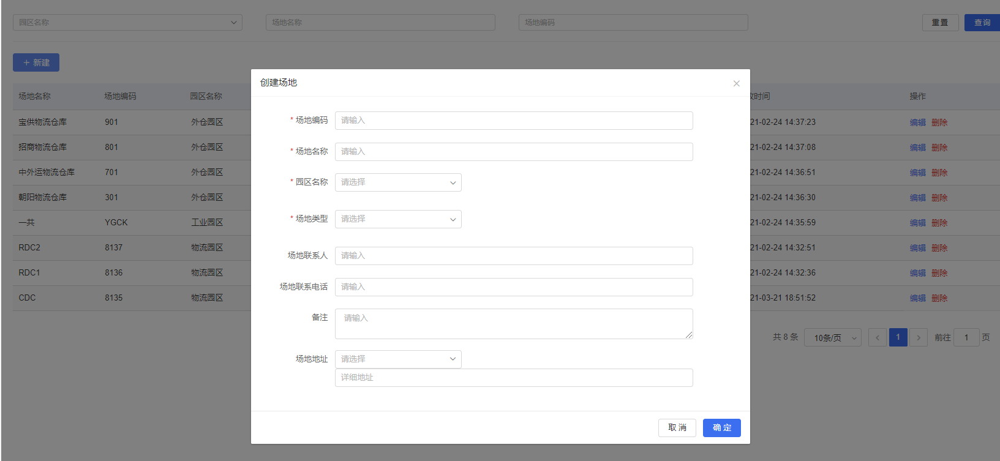 园区名称 场地名称 场地编码 重置 查询
+ 新建
创建场地
场地名称 场地编码 园区名称 时间 操作
* 场地编码 请输入
宝供物流仓库 901 外仓园区 21-02-24 14:37:23 编辑 删除
招商物流仓库 801 外仓园区 21-02-24 14:37:08 编辑 删除
* 场地名称 请输入
中外运物流仓库 701 外仓园区 21-02-24 14:36:51 编辑 删除
* 园区名称 请选择
朝阳物流仓库 301 外仓园区 21-02-24 14:36:30 编辑 删除
* 场地类型 请选择
一共 YGCK 工业园区 21-02-24 14:35:59 编辑 删除
RDC2 8137 物流园区 21-02-24 14:32:51 编辑 删除
场地联系人 请输入
RDC1 8136 物流园区 21-02-24 14:32:36 编辑 删除
场地联系电话 请输入
CDC 8135 物流园区 21-03-21 18:51:52 编辑 删除
备注 请输入
共 8 条 10条/页 1 前往 1 页
场地地址 请选择
详细地址
取消 确定